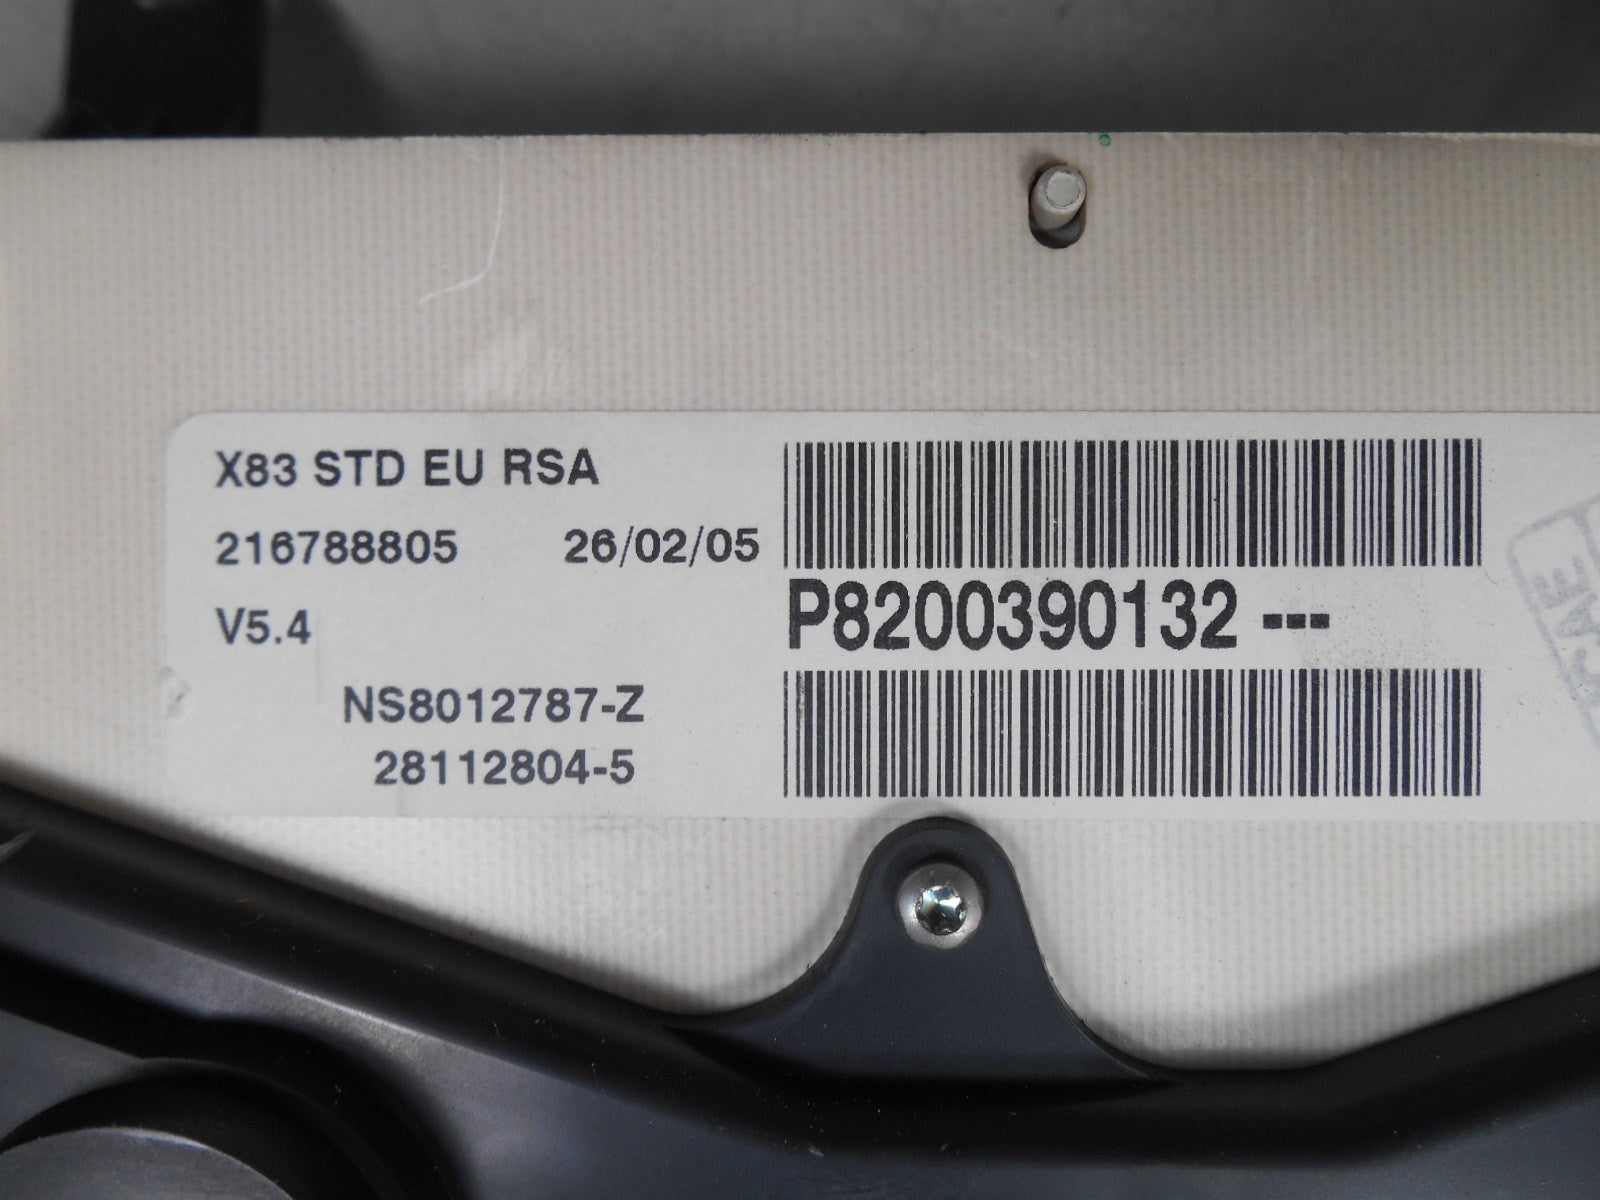 X83 STD EU RSA
216788805 26/02/05
V5.4
P8200390132 ---
NS8012787-Z
28112804-5